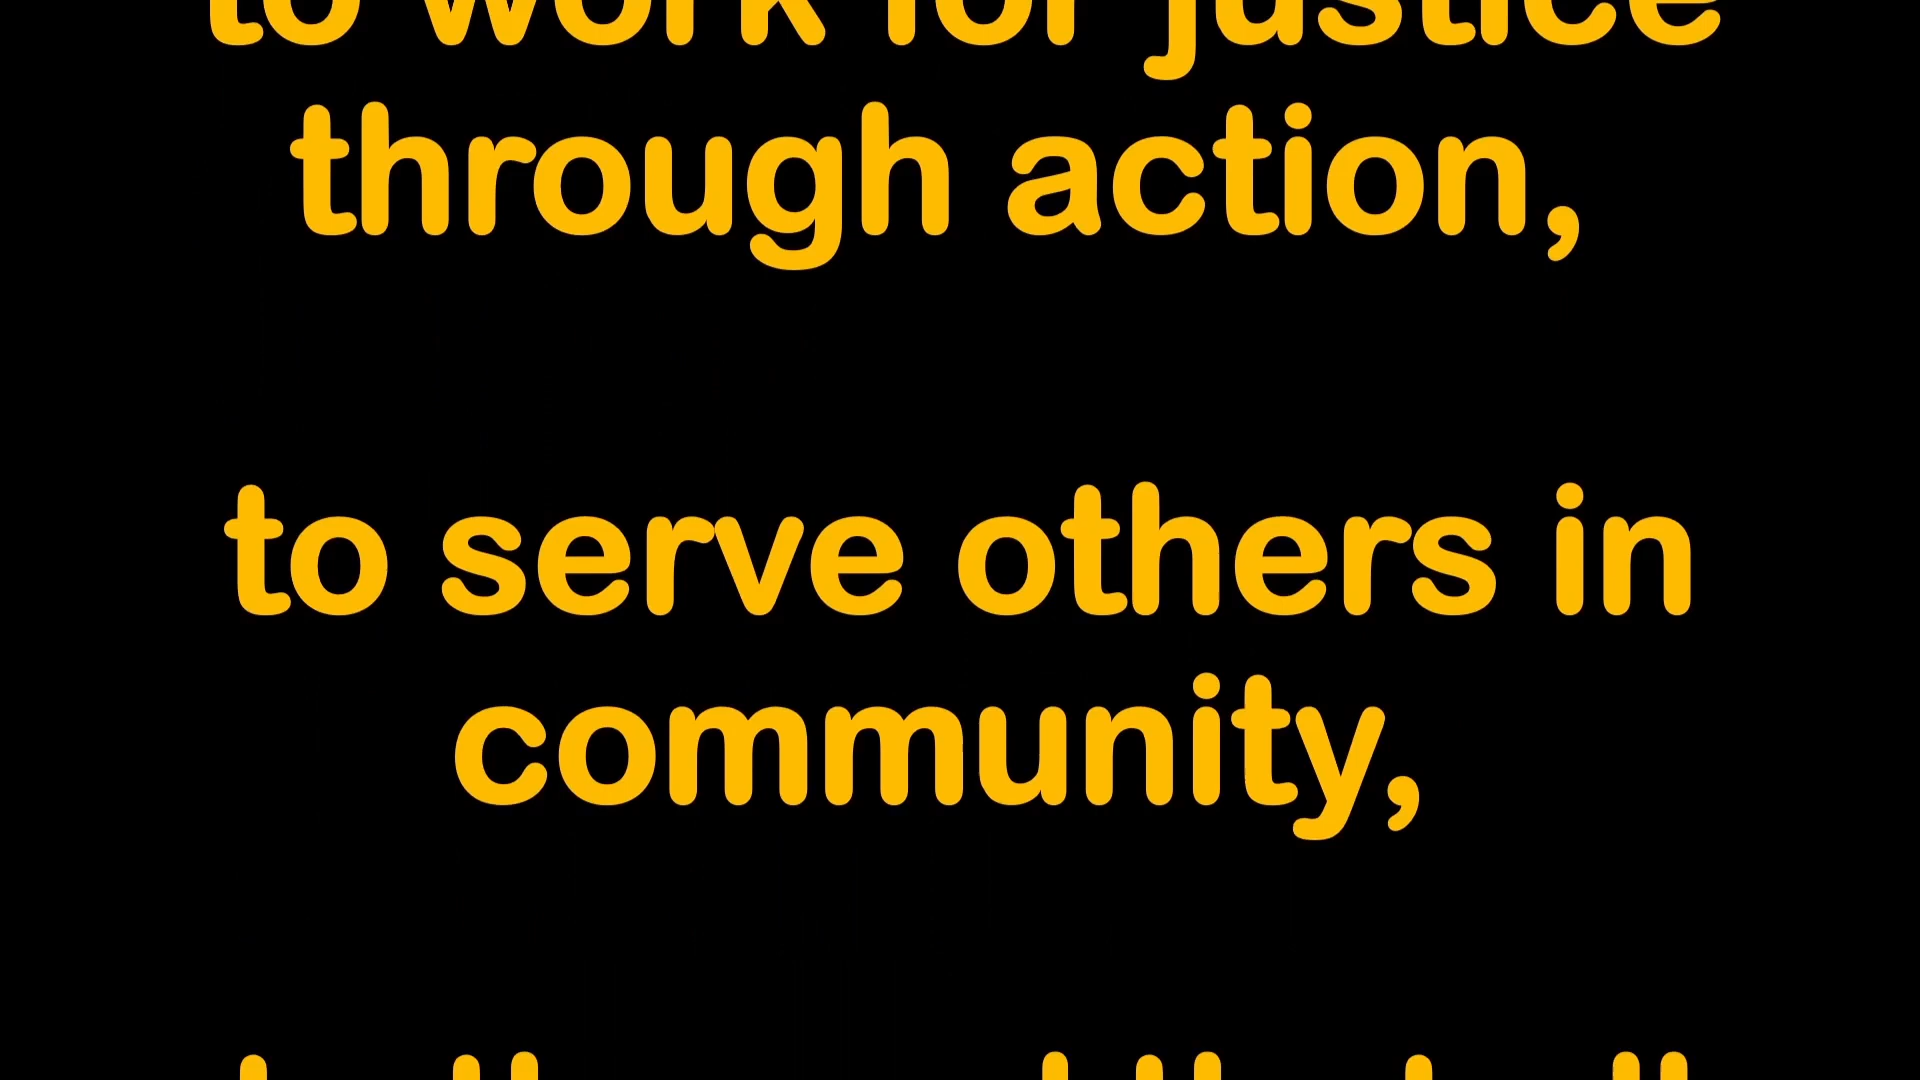 to work for justice
through action,
to serve others in
community,